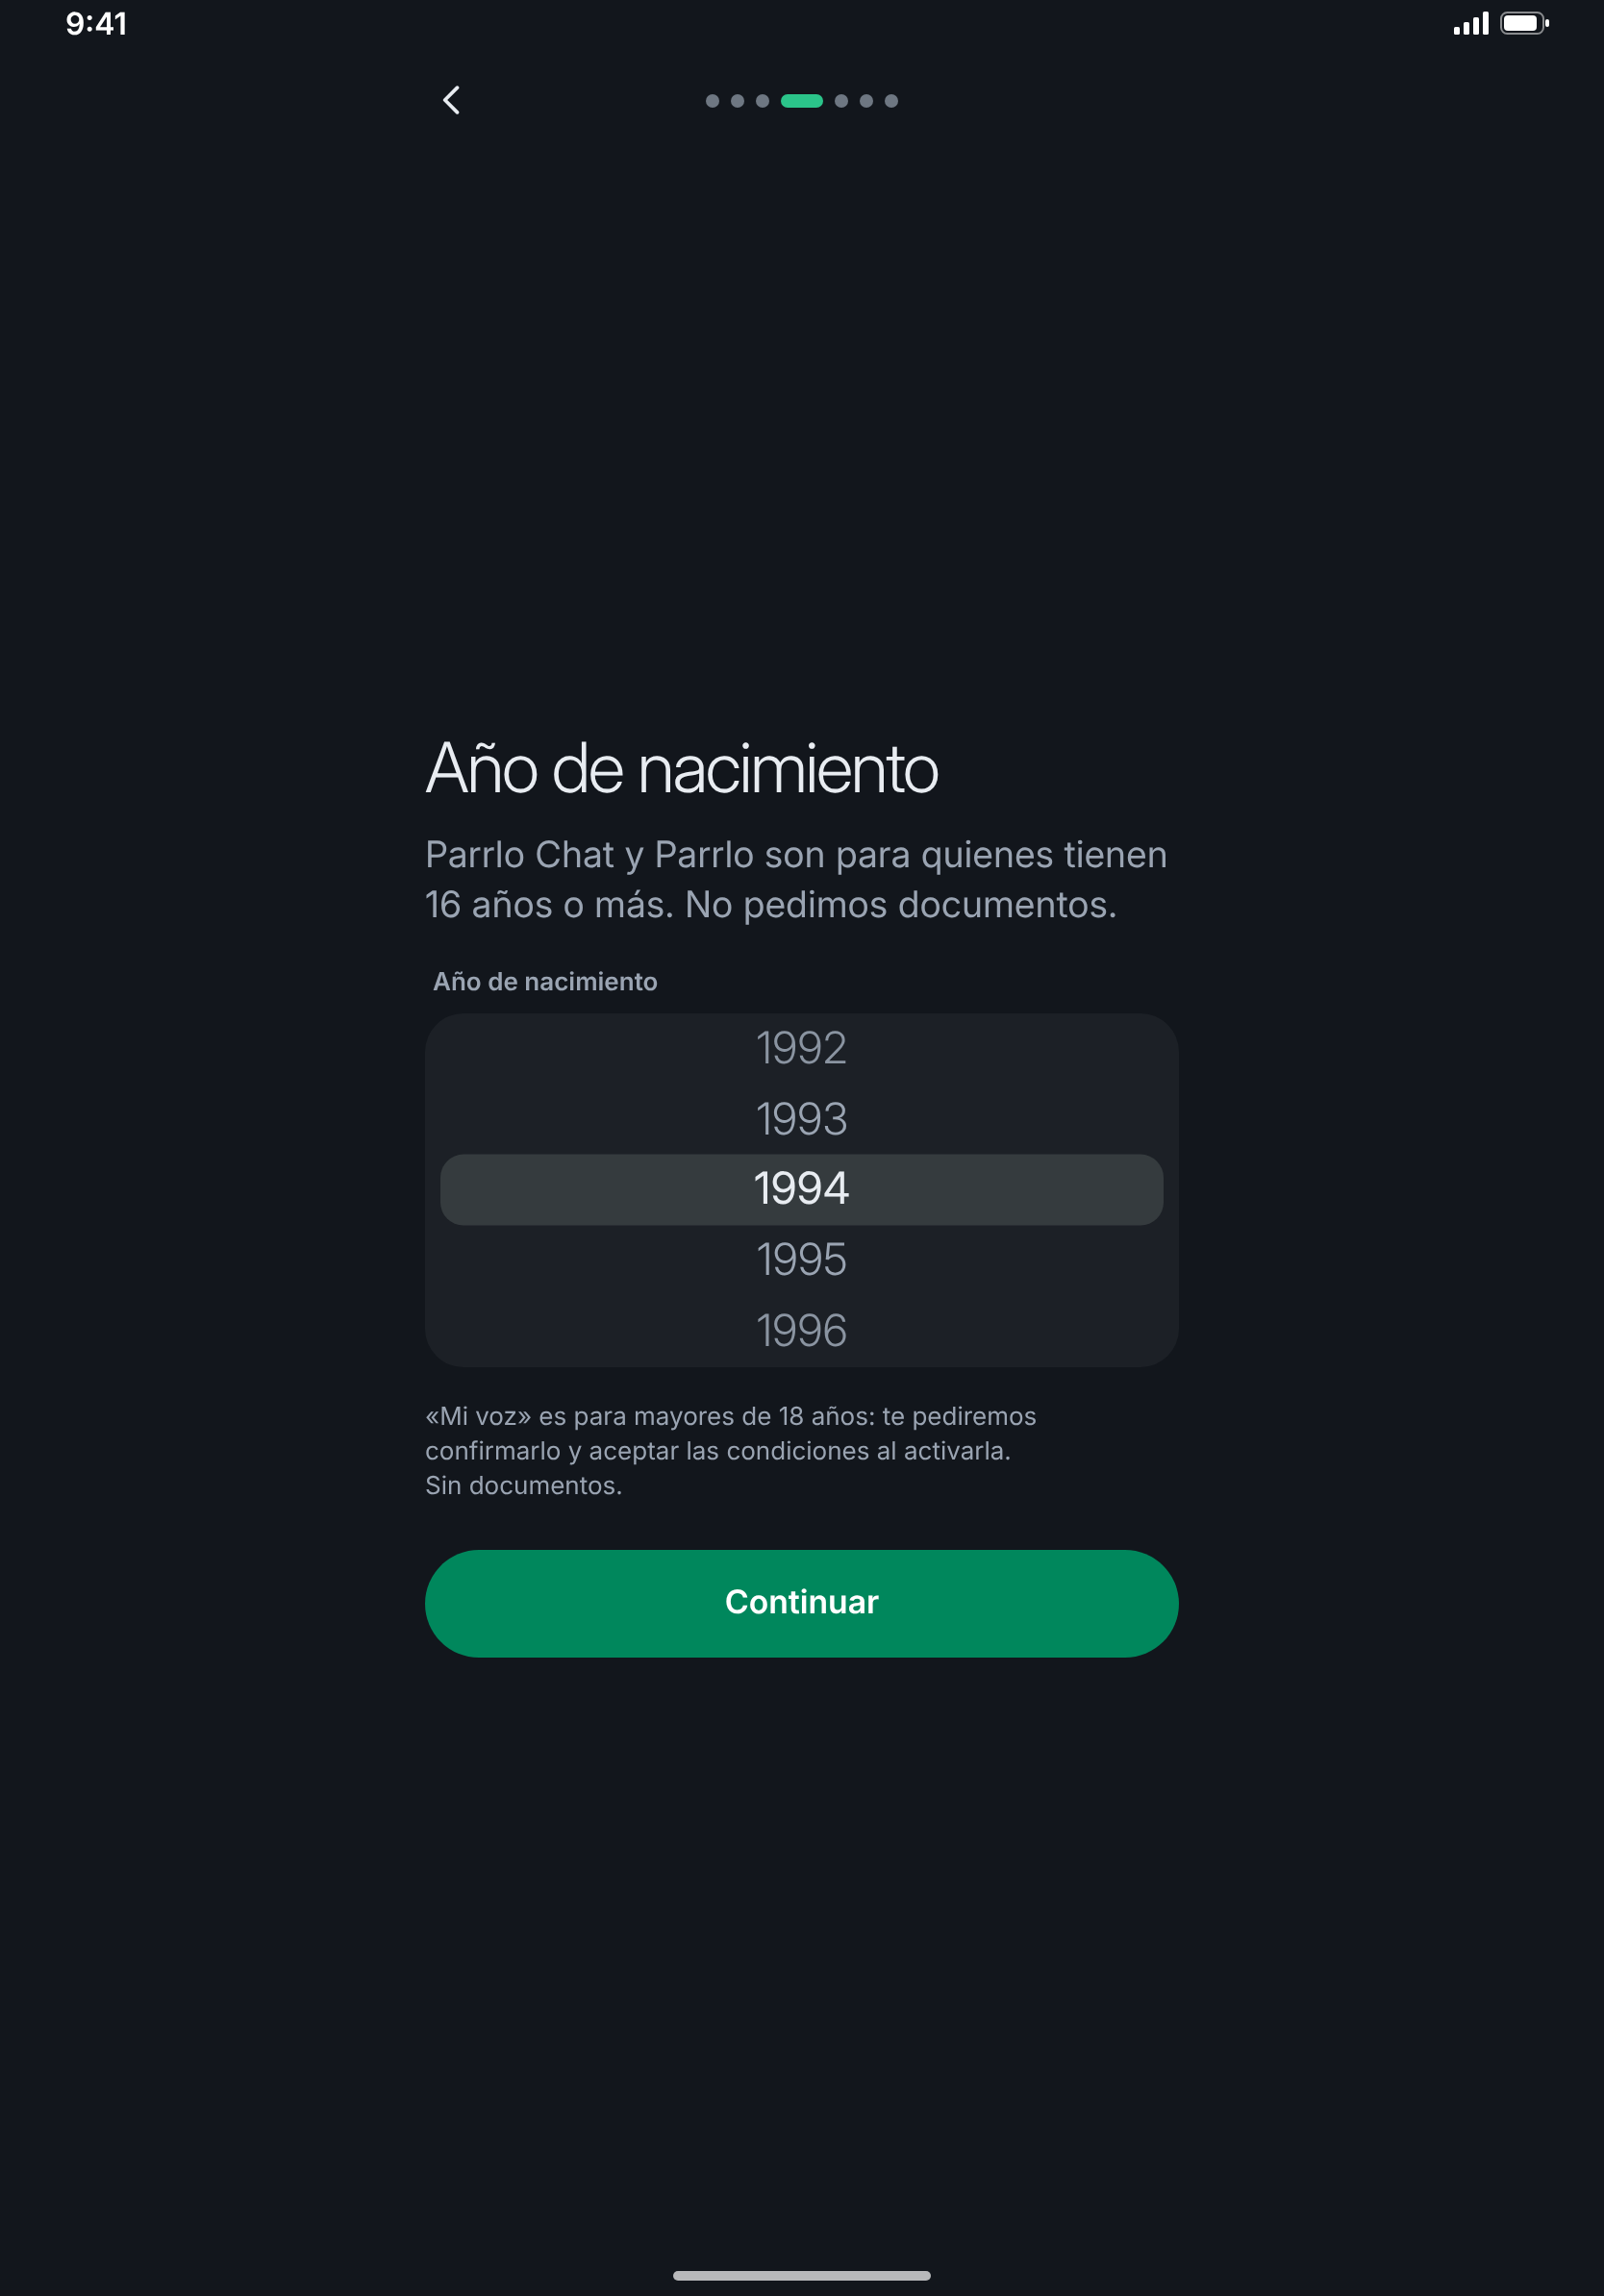 9:41
Año de nacimiento
Parrlo Chat y Parrlo son para quienes tienen
16 años o más. No pedimos documentos.
Año de nacimiento
1992
1993
1994
1995
1996
«Mi voz» es para mayores de 18 años: te pediremos
confirmarlo y aceptar las condiciones al activarla.
Sin documentos.
Continuar